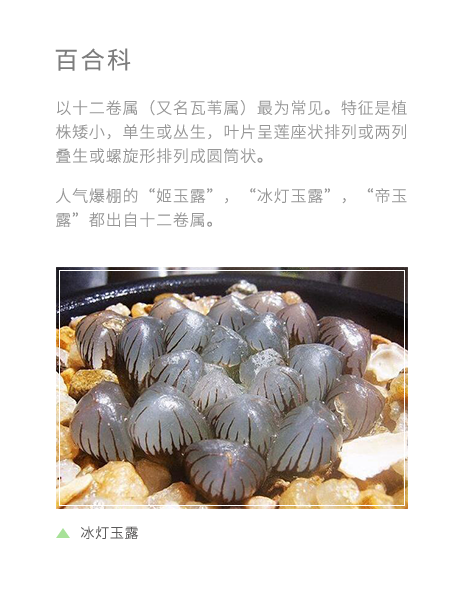 百合科
以十二卷属（又名瓦苇属）最为常见。特征是植
株矮小，单生或丛生，叶片呈莲座状排列或两列
叠生或螺旋形排列成圆筒状。
人气爆棚的“姬玉露”，“冰灯玉露”，“帝玉
露”都出自十二卷属。
冰灯玉露